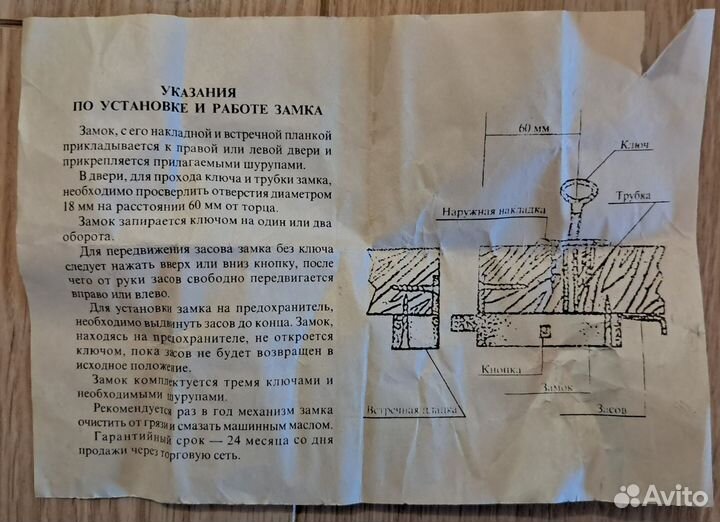 УКАЗАНИЯ
ПО УСТАНОВКЕ И РАБОТЕ ЗАМКА
Замок, с его накладной и встречной планкой
прикладывается к правой или левой двери и
прикрепляется прилагаемыми шурупами.
В двери, для прохода ключа и трубки замка,
необходимо просверлить отверстия диаметром
18 мм на расстоянии 60 мм от торца.
Замок запирается ключом на один или два
оборота.
Для передвижения засова замка без ключа
следует нажать вверх или вниз кнопку, после
чего от руки засов свободно передвигается
вправо или влево.
Для установки замка на предохранитель,
необходимо выдвинуть засов до конца. Замок,
находясь на предохранителе, не откроется
ключом, пока засов не будет возвращен в
исходное положение.
Замок комплектуется тремя ключами и
необходимыми шурупами.
Рекомендуется раз в год механизм замка
очистить от грязи и смазать машинным маслом.
Гарантийный срок — 24 месяца со дня
продажи через торговую сеть.
60 мм
Ключ
Трубка
Наружная накладка
Кнопка
Замок
Встречная планка
Засов
Avito